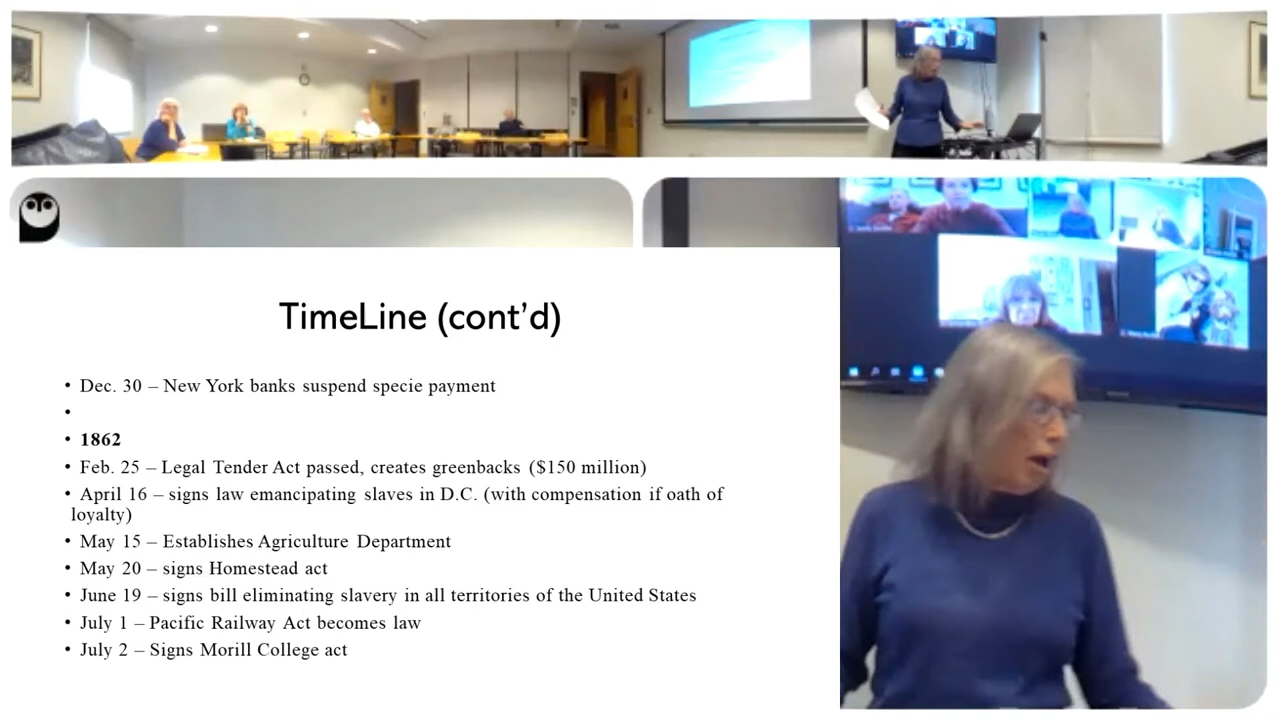 TimeLine (cont’d)
• Dec. 30 – New York banks suspend specie payment
•
• 1862
• Feb. 25 – Legal Tender Act passed, creates greenbacks ($150 million)
• April 16 – signs law emancipating slaves in D.C. (with compensation if oath of
loyalty)
• May 15 – Establishes Agriculture Department
• May 20 – signs Homestead act
• June 19 – signs bill eliminating slavery in all territories of the United States
• July 1 – Pacific Railway Act becomes law
• July 2 – Signs Morill College act